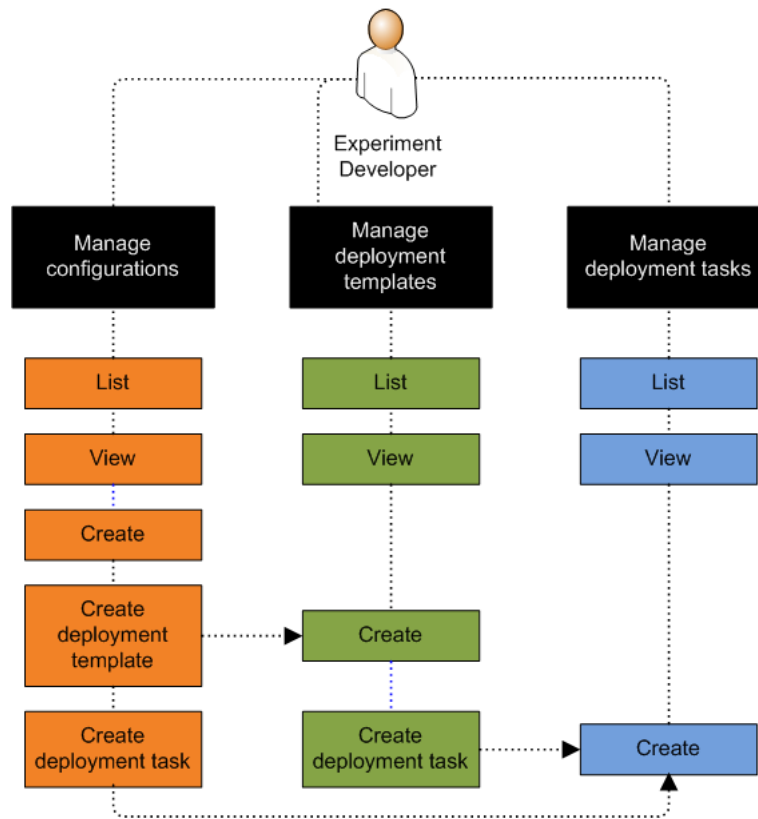 Experiment
Developer
Manage
configurations
Manage
deployment
templates
Manage
deployment tasks
List
List
List
View
View
View
Create
Create
deployment
template
Create
Create
deployment task
Create
deployment task
Create